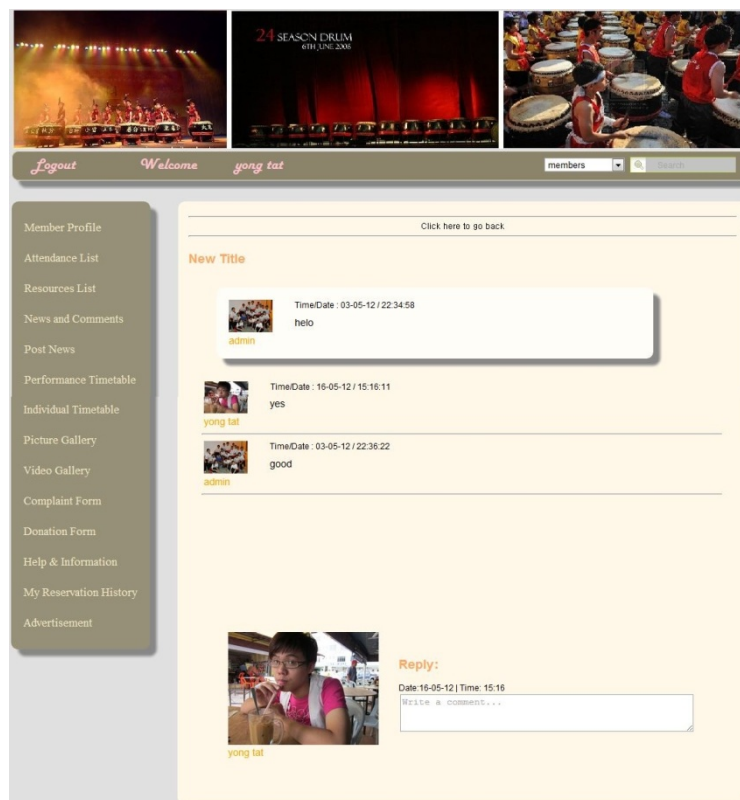 24 SEASON DRUM
6TH JUNE 2008
Logout Welcome yong tat members Search
Member Profile
Attendance List
Resources List
News and Comments
Post News
Performance Timetable
Individual Timetable
Picture Gallery
Video Gallery
Complaint Form
Donation Form
Help & Information
My Reservation History
Advertisement
Click here to go back
New Title
Time/Date : 03-05-12 / 22:34:58
helo
admin
Time/Date : 16-05-12 / 15:16:11
yes
yong tat
Time/Date : 03-05-12 / 22:36:22
good
admin
Reply:
Date:16-05-12 | Time: 15:16
Write a comment...
yong tat